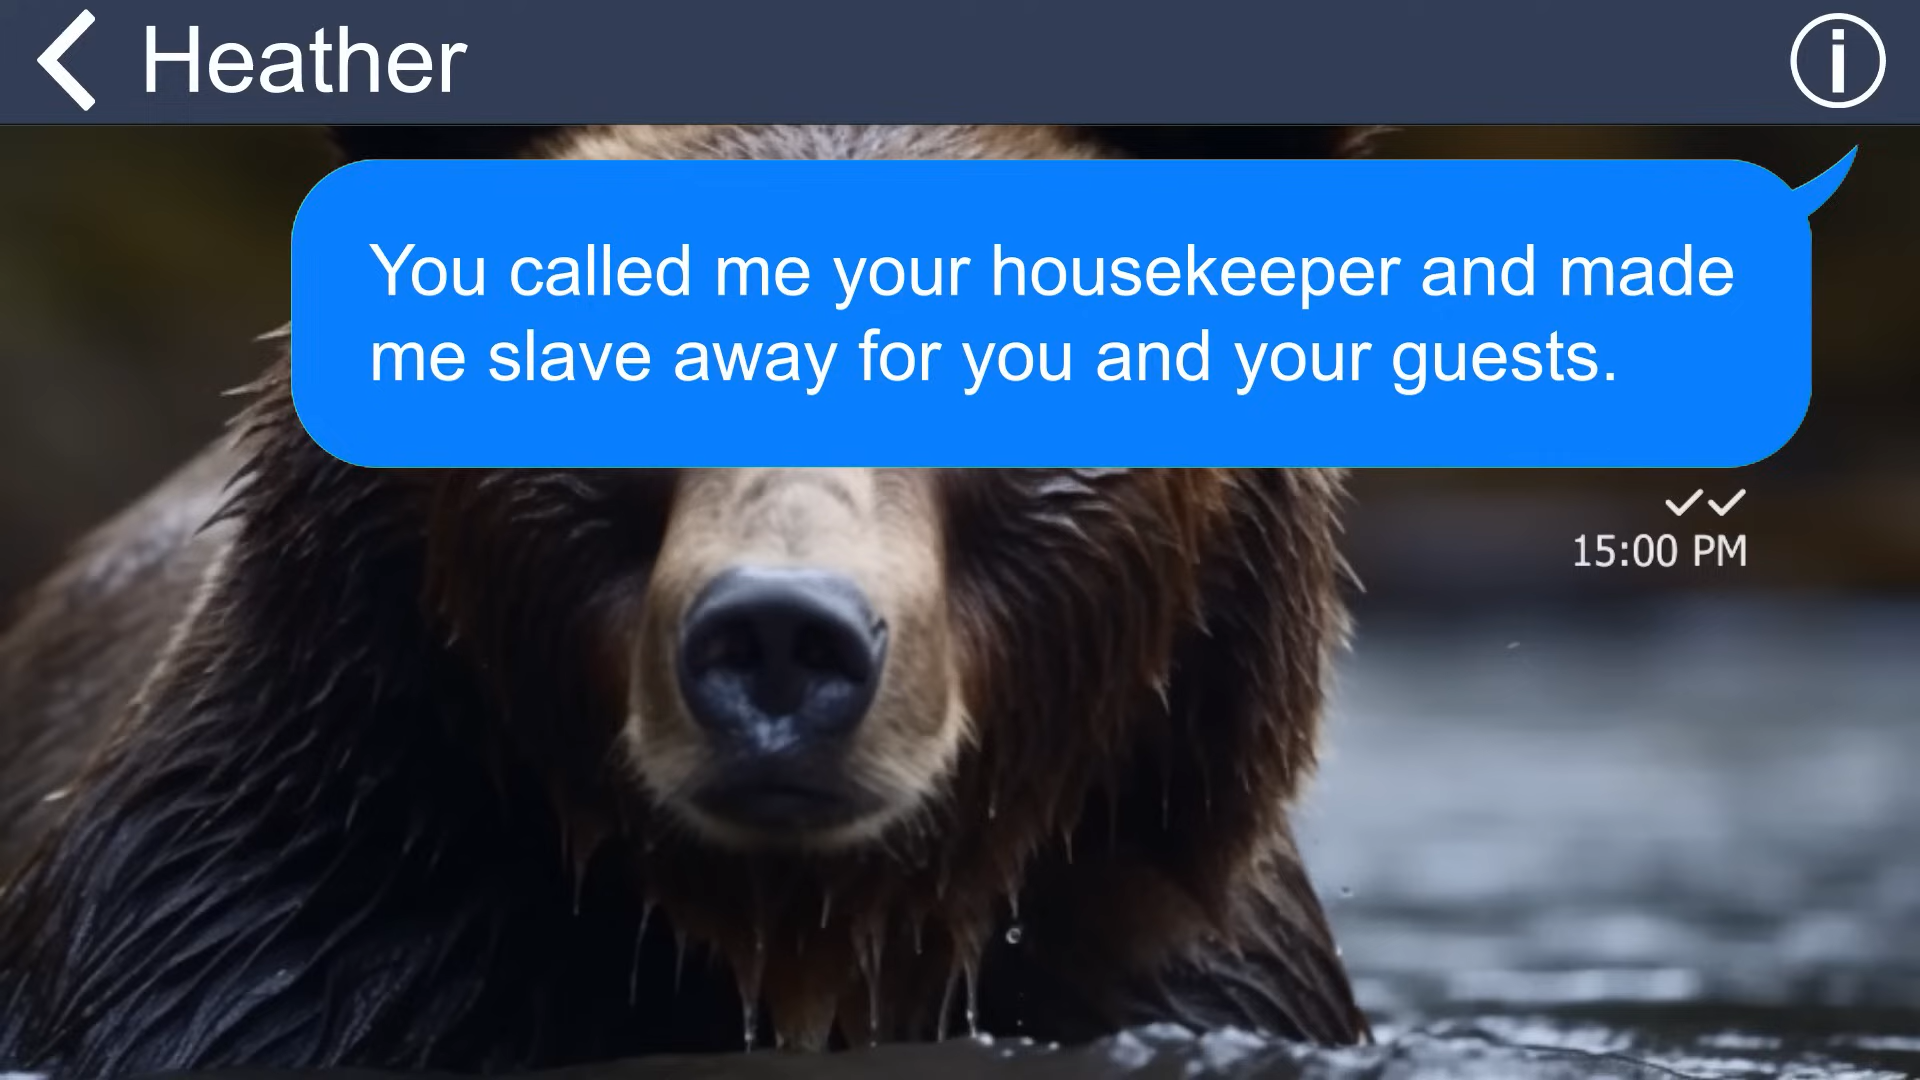 Heather
You called me your housekeeper and made
me slave away for you and your guests.
15:00 PM